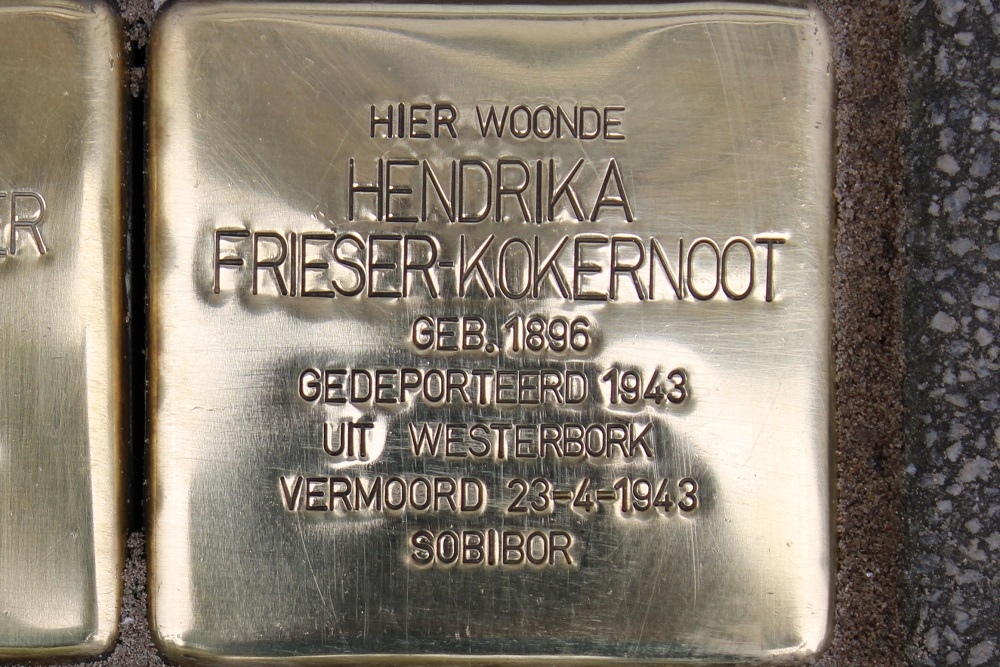 HIER WOONDE
HENDRIKA
FRIESER-KOKERNOOT
GEB. 1896
GEDEPORTEERD 1943
UIT WESTERBORK
VERMOORD 23-4-1943
SOBIBOR